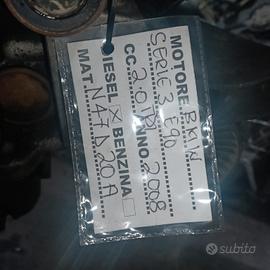 MOTORE BMW
SERIE 3 E90
CC. 2.0 D ANNO. 2008
DIESEL X BENZINA
MAT N47D20A
subito